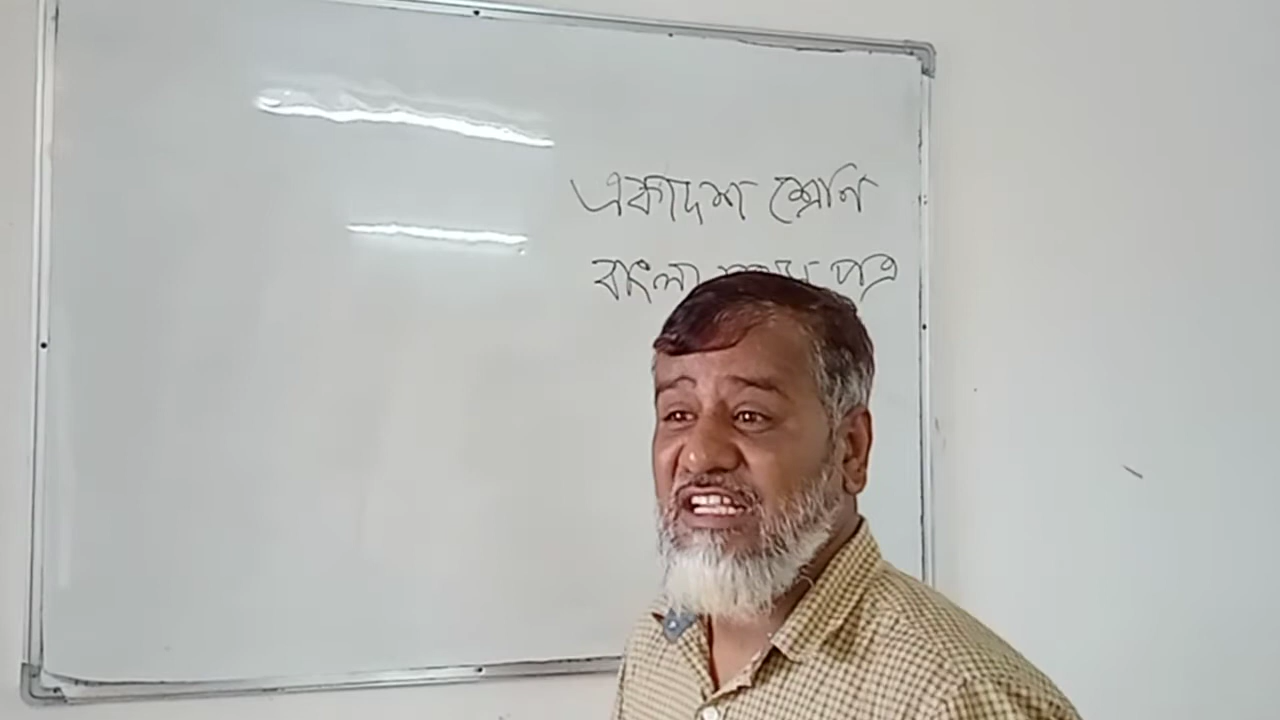 একাদশ শ্রেনি
বাংলা পত্র